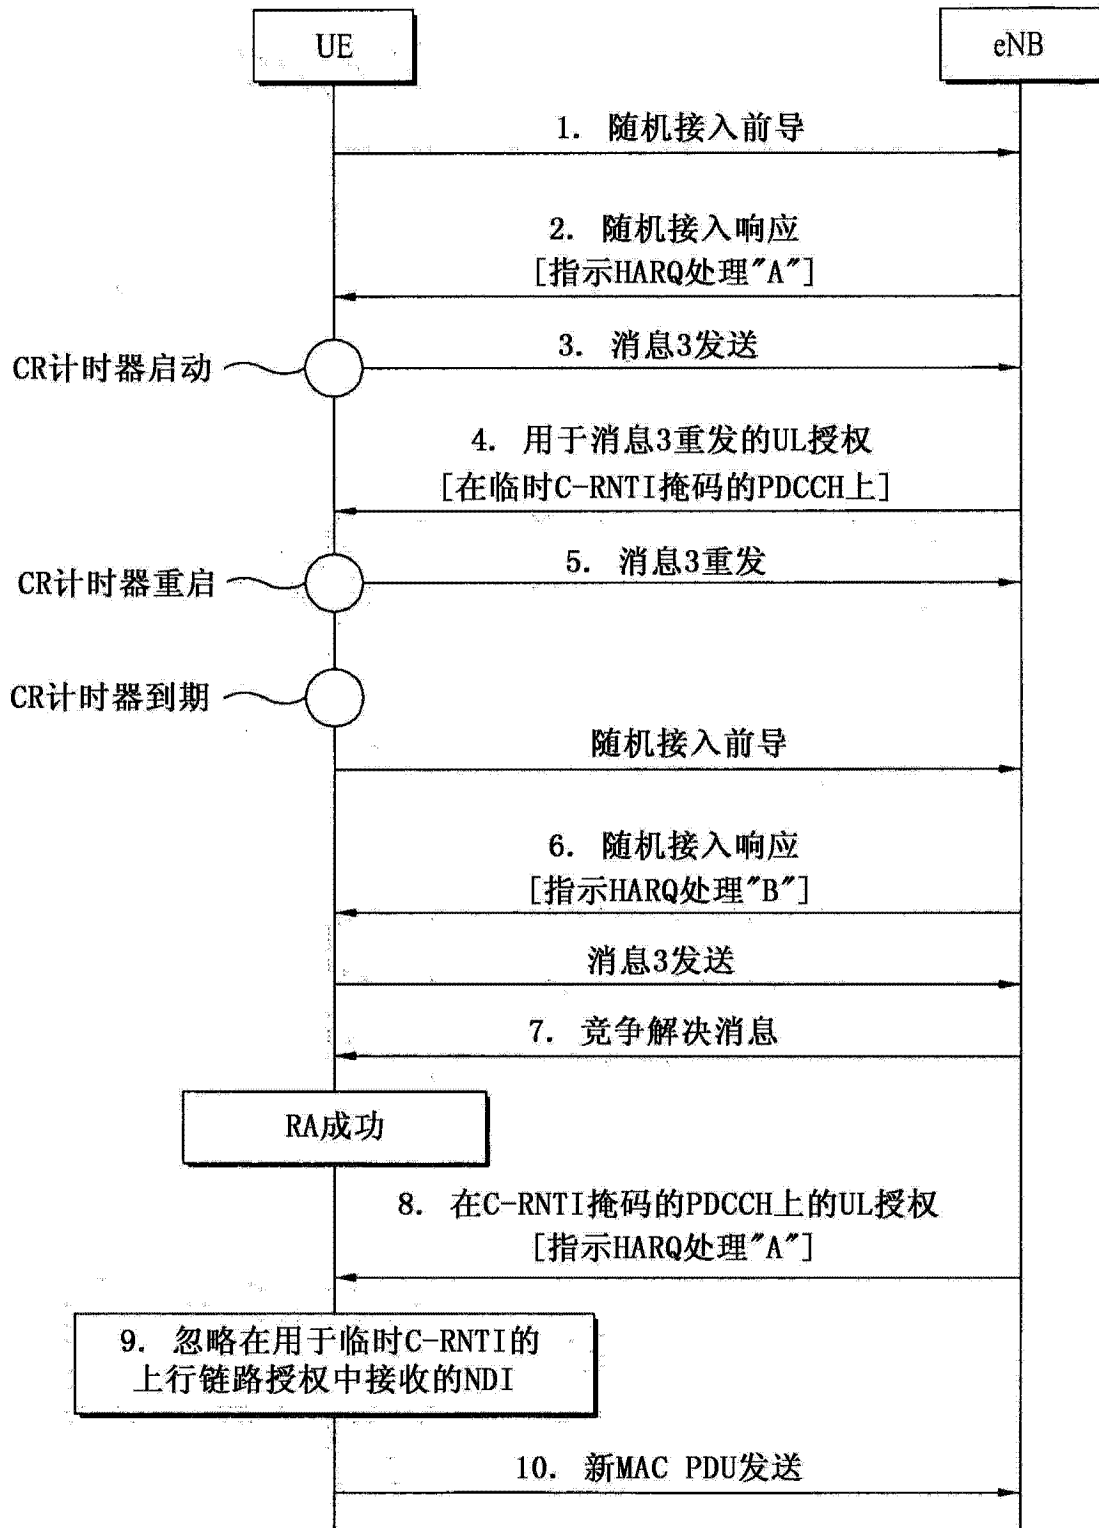 UE
eNB
1. 随机接入前导
2. 随机接入响应
[指示HARQ处理"A"]
CR计时器启动
3. 消息3发送
4. 用于消息3重发的UL授权
[在临时C-RNTI掩码的PDCCH上]
CR计时器重启
5. 消息3重发
CR计时器到期
随机接入前导
6. 随机接入响应
[指示HARQ处理"B"]
消息3发送
7. 竞争解决消息
RA成功
8. 在C-RNTI掩码的PDCCH上的UL授权
[指示HARQ处理"A"]
9. 忽略在用于临时C-RNTI的
上行链路授权中接收的NDI
10. 新MAC PDU发送